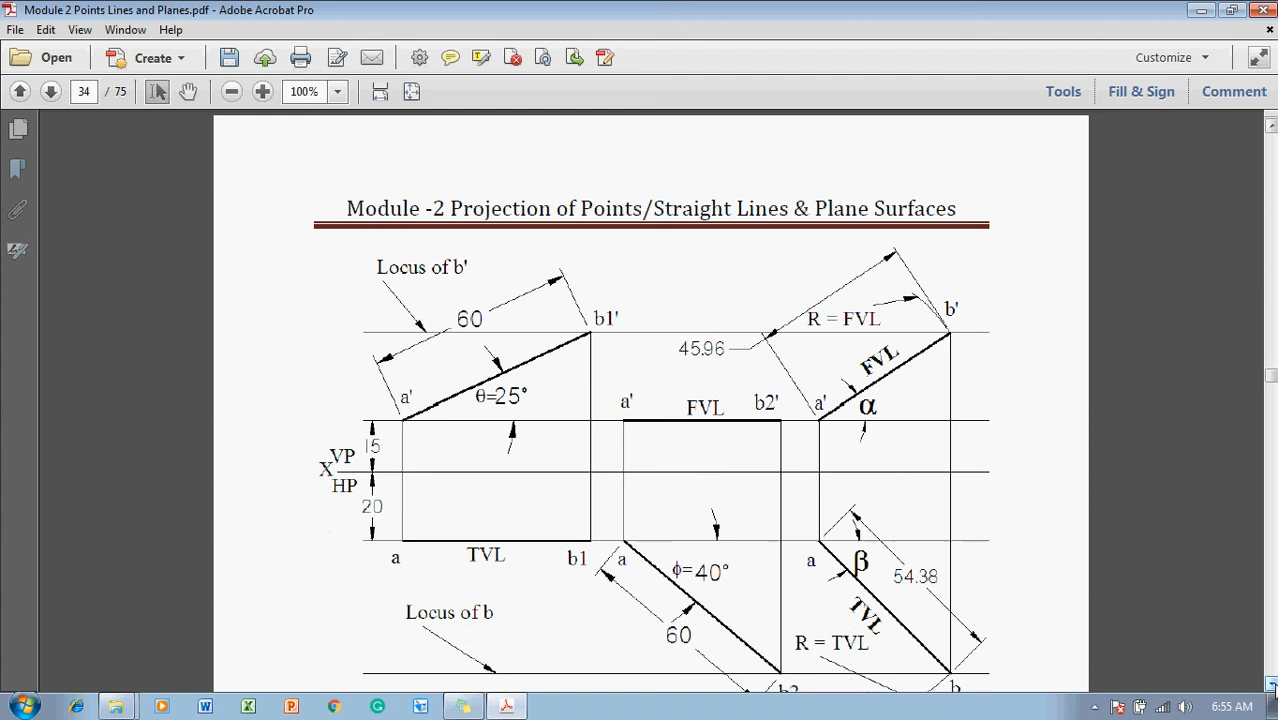 Module 2 Points Lines and Planes.pdf - Adobe Acrobat Pro
File Edit View Window Help
Open Create Customize
34 / 75 100% Tools Fill & Sign Comment
Module -2 Projection of Points/Straight Lines & Plane Surfaces
Locus of b'
60
b1'
R = FVL
b'
45.96
FVL
a'
θ=25°
a'
FVL
b2'
a'
α
15
X
VP
HP
20
a
TVL
b1
a
ϕ=40°
a
β
54.38
Locus of b
60
TVL
R = TVL
b2
b
6:55 AM